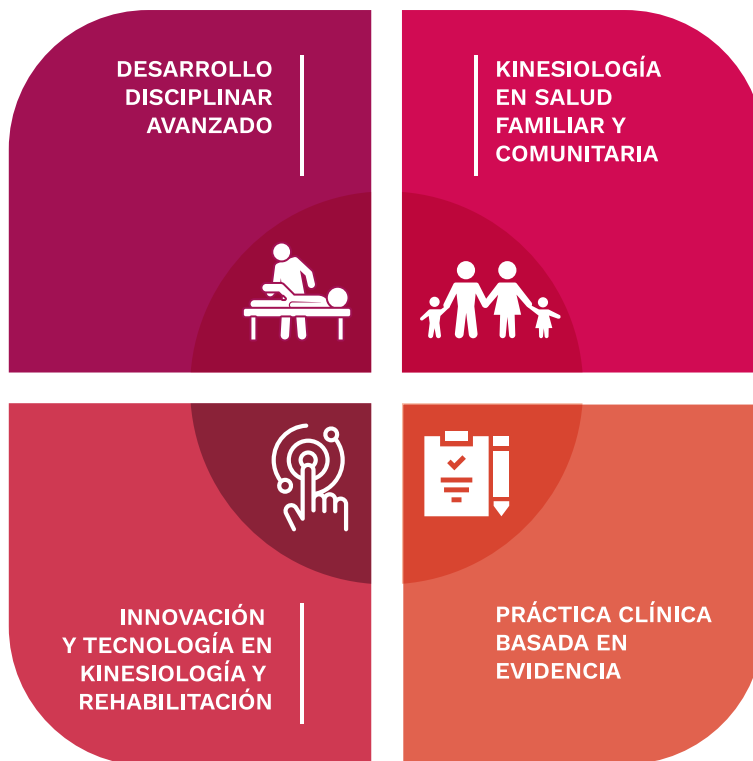 DESARROLLO
DISCIPLINAR
AVANZADO
KINESIOLOGÍA
EN SALUD
FAMILIAR Y
COMUNITARIA
INNOVACIÓN
Y TECNOLOGÍA EN
KINESIOLOGÍA Y
REHABILITACIÓN
PRÁCTICA CLÍNICA
BASADA EN
EVIDENCIA